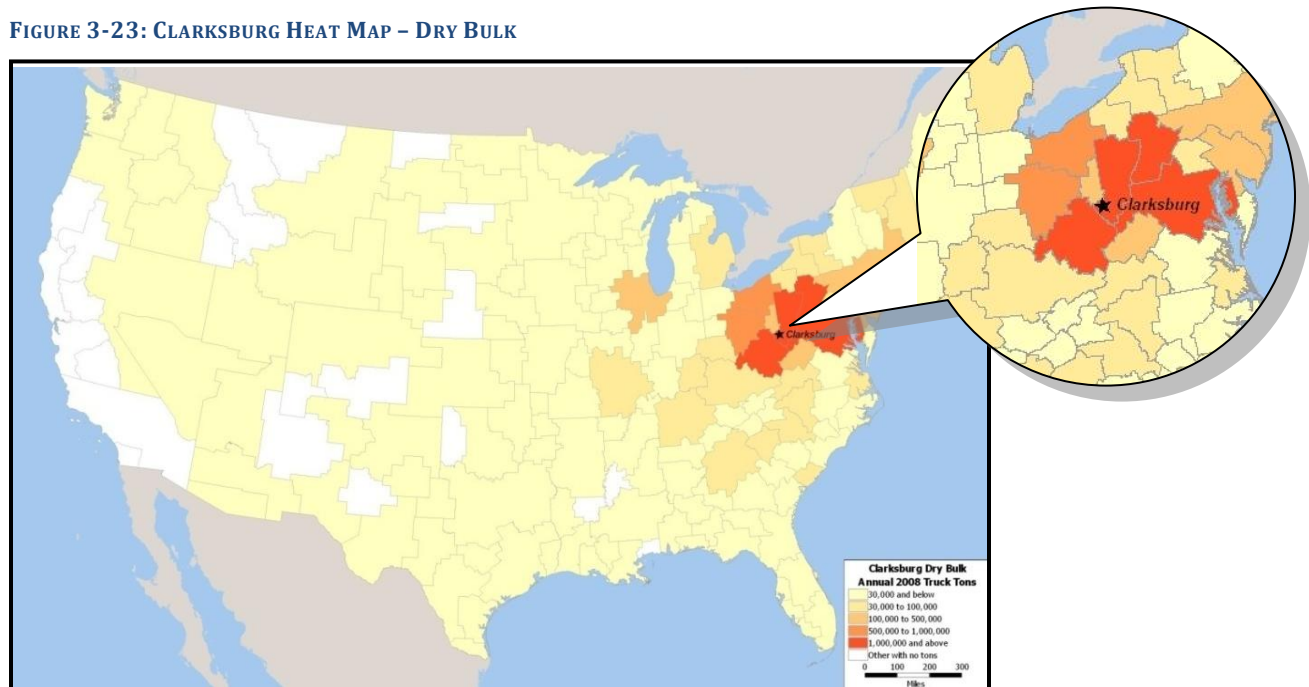 FIGURE 3-23: CLARKSBURG HEAT MAP – DRY BULK
Clarksburg
Clarksburg
Clarksburg Dry Bulk
Annual 2008 Truck Tons
30,000 and below
30,000 to 100,000
100,000 to 500,000
500,000 to 1,000,000
1,000,000 and above
Other with no tons
0 100 200 300
Miles